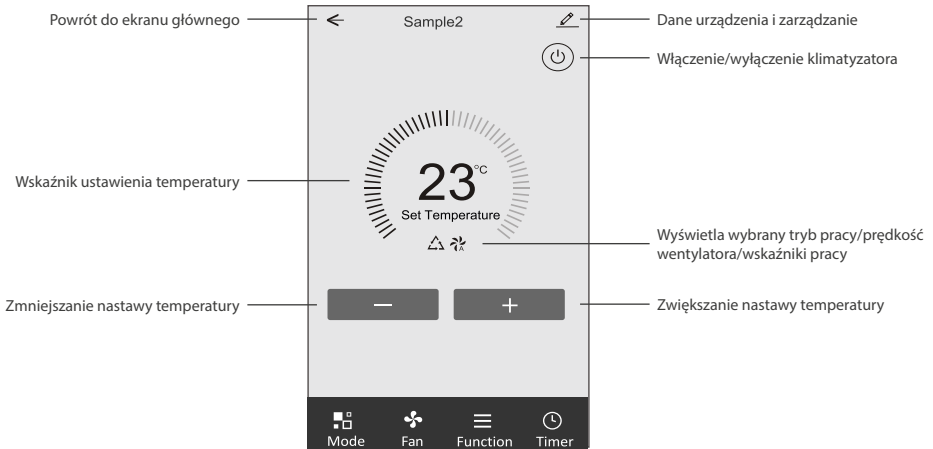 Powrót do ekranu głównego
Sample2
Dane urządzenia i zarządzanie
Włączenie/wyłączenie klimatyzatora
Wskaźnik ustawienia temperatury
23°C
Set Temperature
A
Wyświetla wybrany tryb pracy/prędkość
wentylatora/wskaźniki pracy
Zmniejszanie nastawy temperatury
−
+
Zwiększanie nastawy temperatury
Mode
Fan
Function
Timer